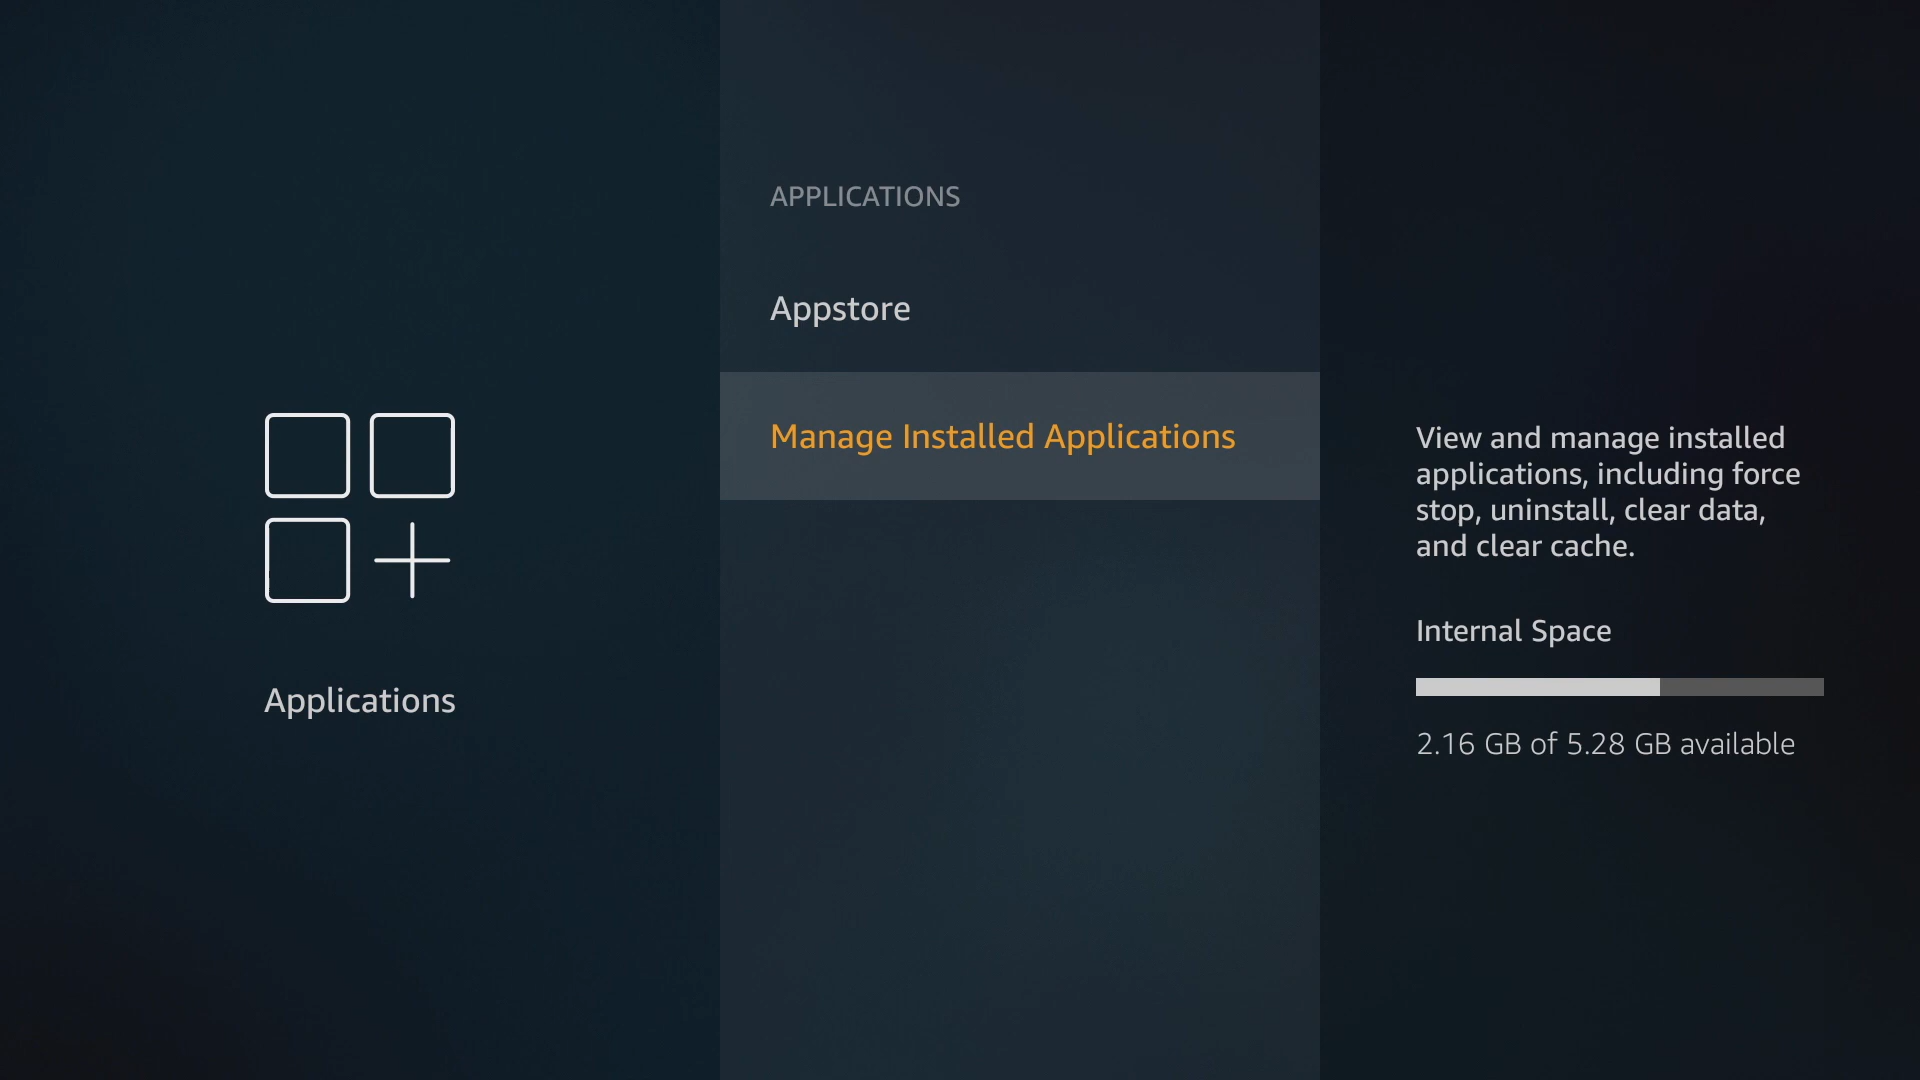 APPLICATIONS
Appstore
Manage Installed Applications
Applications
View and manage installed
applications, including force
stop, uninstall, clear data,
and clear cache.
Internal Space
2.16 GB of 5.28 GB available